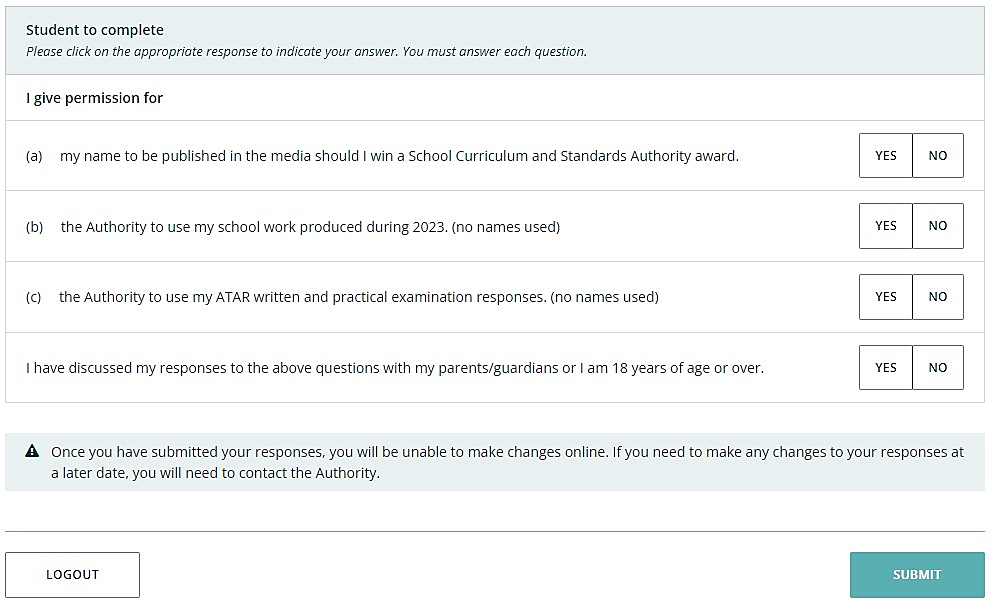 Student to complete
Please click on the appropriate response to indicate your answer. You must answer each question.
I give permission for
(a) my name to be published in the media should I win a School Curriculum and Standards Authority award.
YES NO
(b) the Authority to use my school work produced during 2023. (no names used)
YES NO
(c) the Authority to use my ATAR written and practical examination responses. (no names used)
YES NO
I have discussed my responses to the above questions with my parents/guardians or I am 18 years of age or over.
YES NO
Once you have submitted your responses, you will be unable to make changes online. If you need to make any changes to your responses at
a later date, you will need to contact the Authority.
LOGOUT
SUBMIT